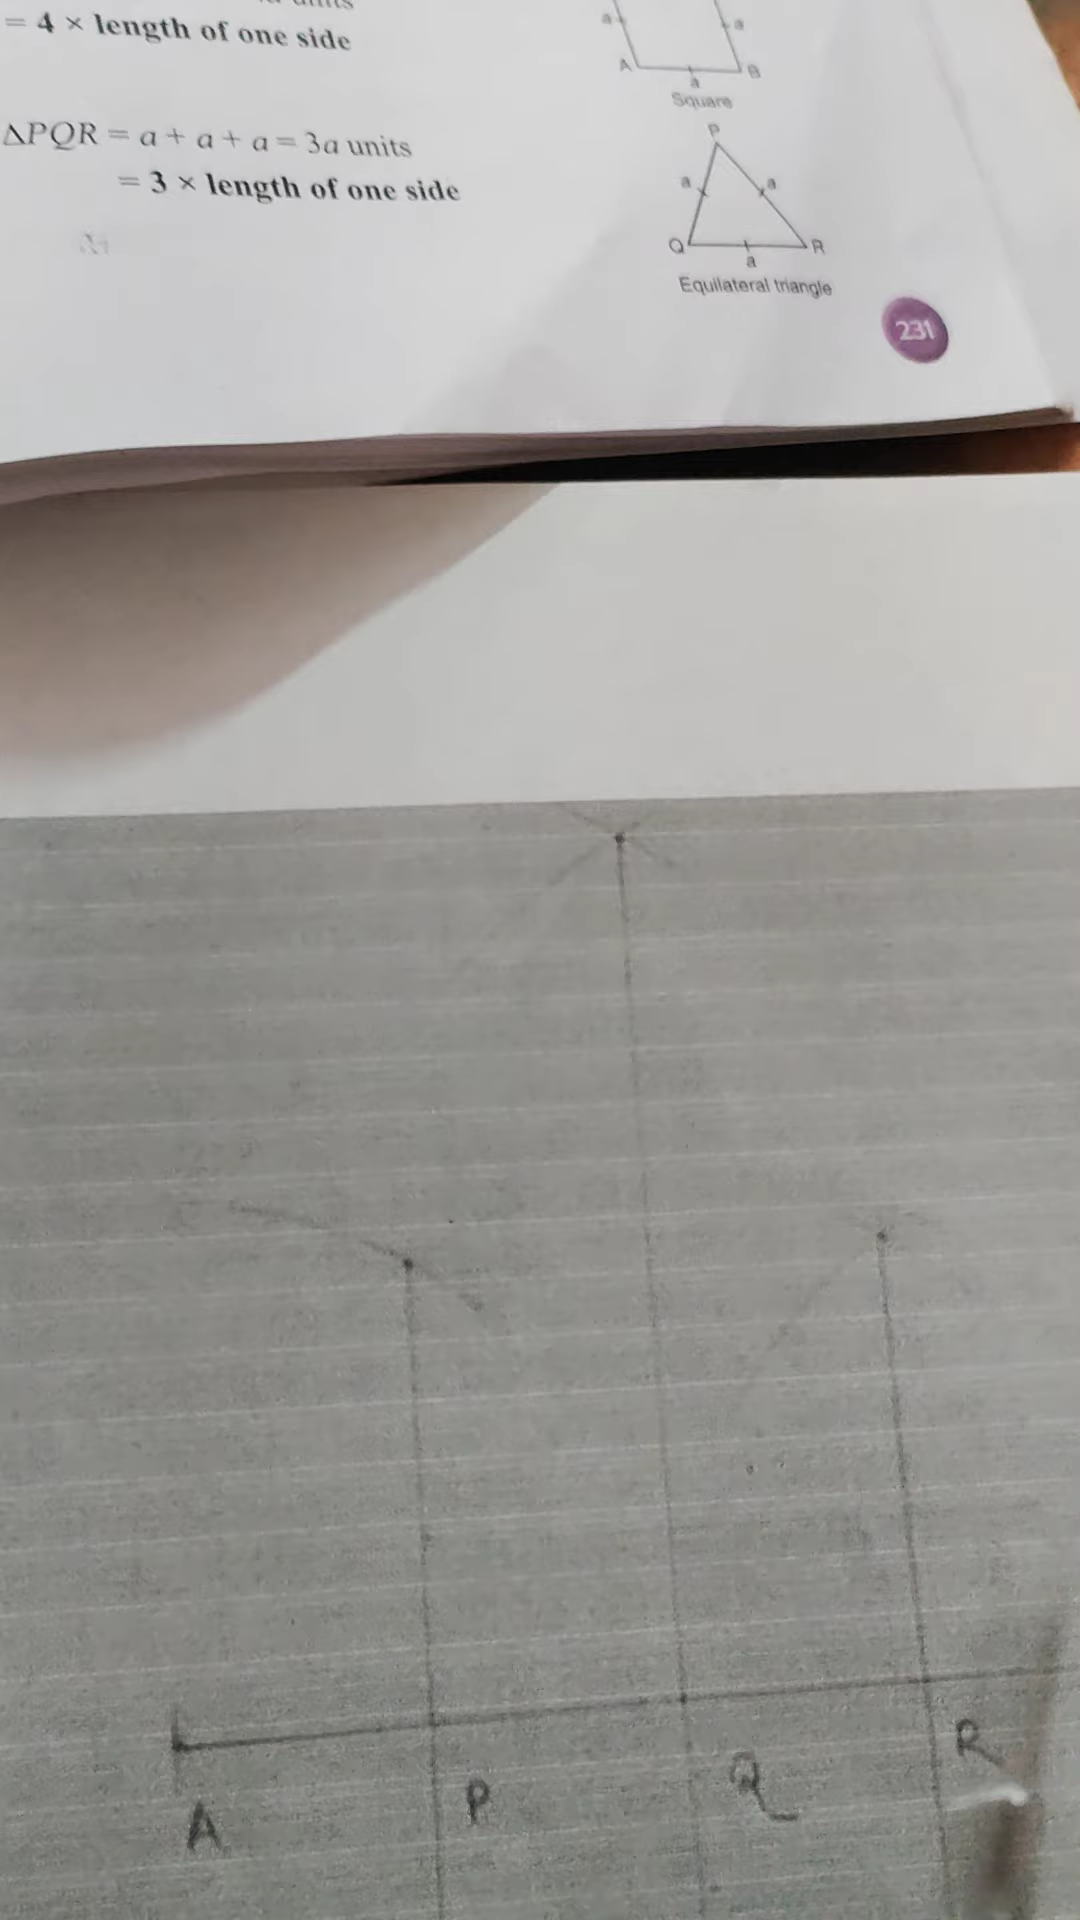 = 4 × length of one side
a
a
A
B
a
Square
ΔPQR = a + a + a = 3a units
= 3 × length of one side
P
a
a
Q
R
a
Equilateral triangle
231
A
P
Q
R